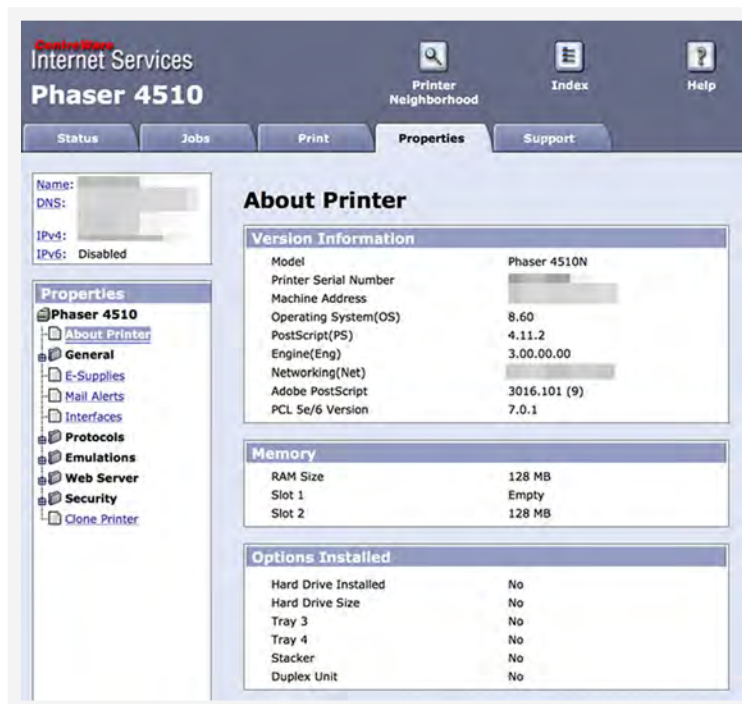 CentreWare
Internet Services
Phaser 4510
Printer Neighborhood
Index
Help
Status Jobs Print Properties Support
Name:
DNS:
IPv4:
IPv6: Disabled
Properties
Phaser 4510
About Printer
General
E-Supplies
Mail Alerts
Interfaces
Protocols
Emulations
Web Server
Security
Clone Printer
About Printer
Version Information
Model Phaser 4510N
Printer Serial Number
Machine Address
Operating System(OS) 8.60
PostScript(PS) 4.11.2
Engine(Eng) 3.00.00.00
Networking(Net)
Adobe PostScript 3016.101 (9)
PCL 5e/6 Version 7.0.1
Memory
RAM Size 128 MB
Slot 1 Empty
Slot 2 128 MB
Options Installed
Hard Drive Installed No
Hard Drive Size No
Tray 3 No
Tray 4 No
Stacker No
Duplex Unit No